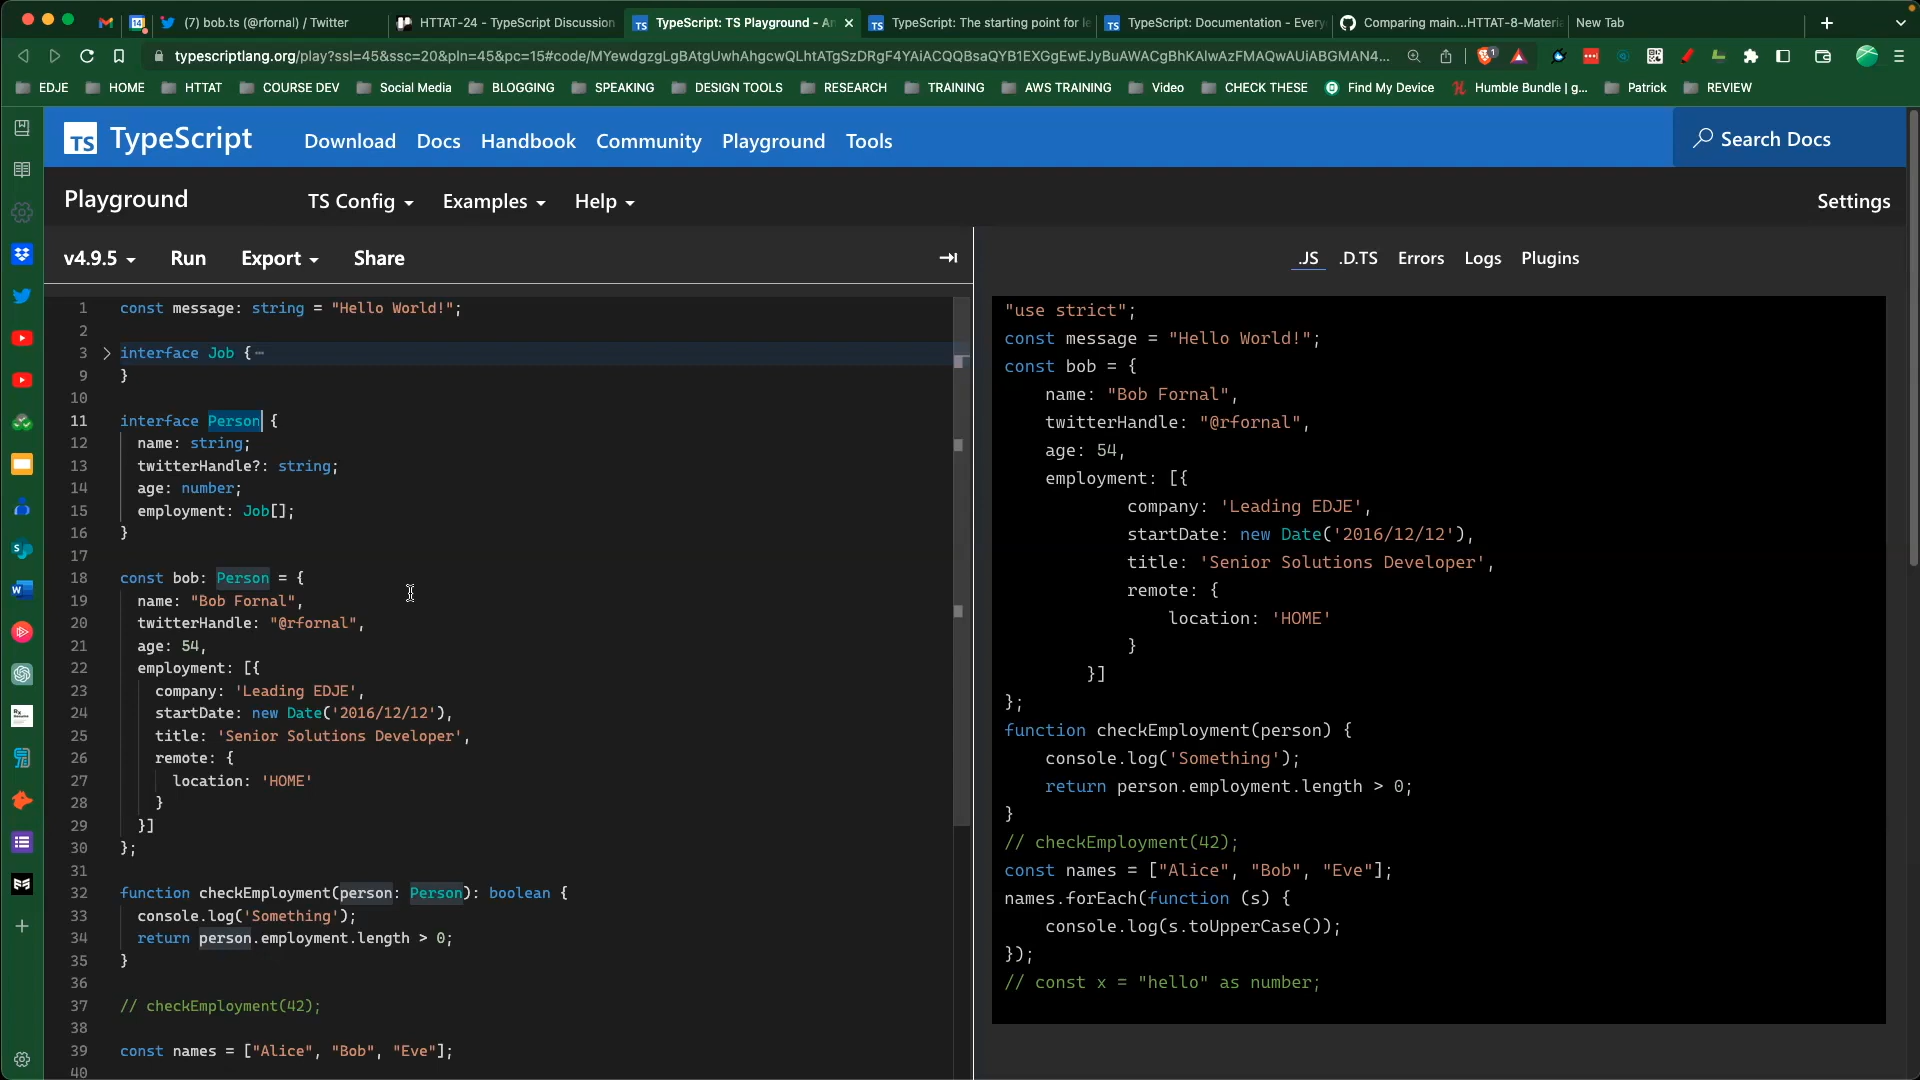 (7) bob.ts (@rfornal) / Twitter
HTTAT-24 - TypeScript Discussion
TypeScript: TS Playground - An
TypeScript: The starting point for le
TypeScript: Documentation - Every
Comparing main...HTTAT-8-Materia
New Tab
typescriptlang.org/play?ssl=45&ssc=20&pln=45&pc=15#code/MYewdgzgLgBAtgUwhAhgcwQLhtATgSzDRgF4YAiACQQBsaQYB1EXGgEwEJyBuAWACgBhKAIwAzFMAQwAUiABGMAN4...
EDJE
HOME
HTTAT
COURSE DEV
Social Media
BLOGGING
SPEAKING
DESIGN TOOLS
RESEARCH
TRAINING
AWS TRAINING
Video
CHECK THESE
Find My Device
Humble Bundle | g...
Patrick
REVIEW
TS TypeScript
Download
Docs
Handbook
Community
Playground
Tools
Search Docs
Playground
TS Config
Examples
Help
Settings
v4.9.5
Run
Export
Share
.JS
.D.TS
Errors
Logs
Plugins
1 const message: string = "Hello World!";
2
3 interface Job {
9 }
10
11 interface Person {
12 name: string;
13 twitterHandle?: string;
14 age: number;
15 employment: Job[];
16 }
17
18 const bob: Person = {
19 name: "Bob Fornal",
20 twitterHandle: "@rfornal",
21 age: 54,
22 employment: [{
23 company: 'Leading EDJE',
24 startDate: new Date('2016/12/12'),
25 title: 'Senior Solutions Developer',
26 remote: {
27 location: 'HOME'
28 }
29 }]
30 };
31
32 function checkEmployment(person: Person): boolean {
33 console.log('Something');
34 return person.employment.length > 0;
35 }
36
37 // checkEmployment(42);
38
39 const names = ["Alice", "Bob", "Eve"];
40
"use strict";
const message = "Hello World!";
const bob = {
name: "Bob Fornal",
twitterHandle: "@rfornal",
age: 54,
employment: [{
company: 'Leading EDJE',
startDate: new Date('2016/12/12'),
title: 'Senior Solutions Developer',
remote: {
location: 'HOME'
}
}]
};
function checkEmployment(person) {
console.log('Something');
return person.employment.length > 0;
}
// checkEmployment(42);
const names = ["Alice", "Bob", "Eve"];
names.forEach(function (s) {
console.log(s.toUpperCase());
});
// const x = "hello" as number;